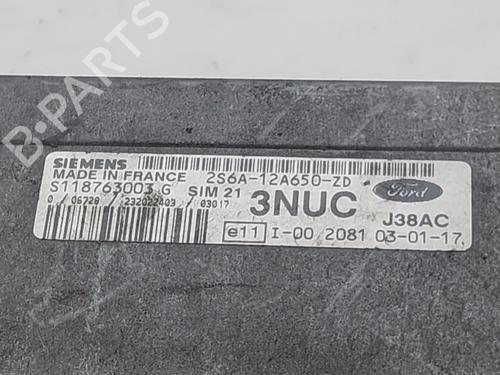 B-PARTS
SIEMENS
MADE IN FRANCE 2S6A-12A650-ZD
S118763003 G SIM 21
0 / 06720 / 232022403 / 03017
3NUC
Ford
J38AC
e11 I-00 2081 03-01-17